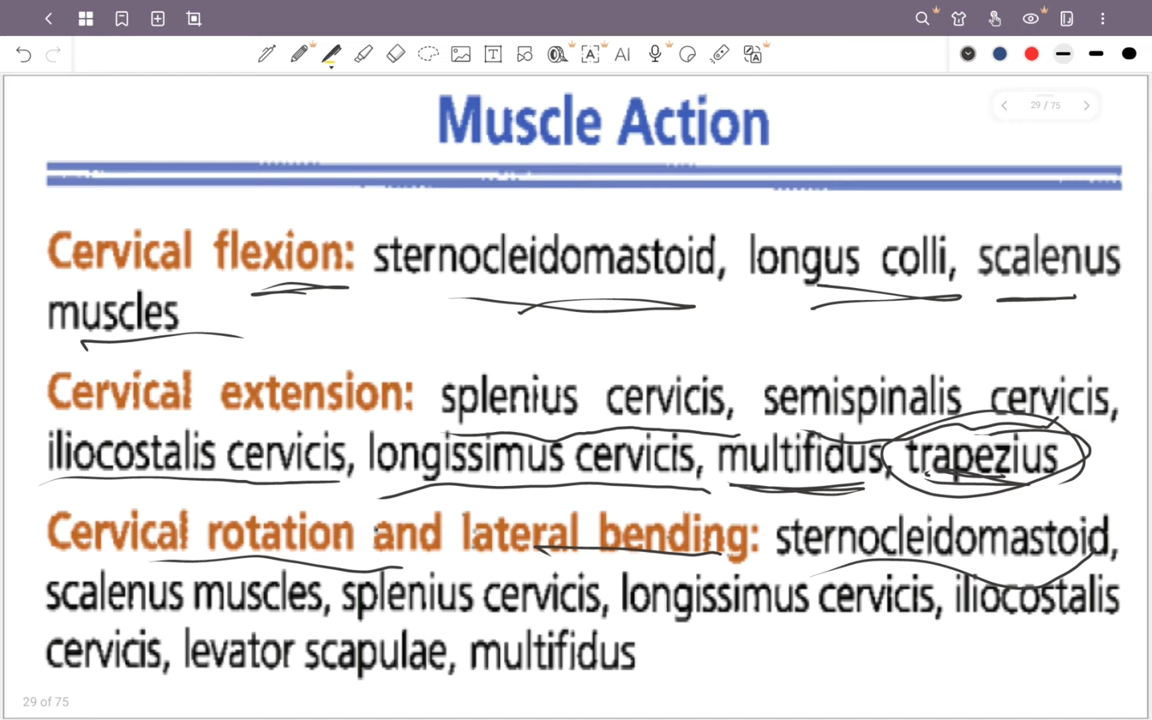 AI
29 / 75
Muscle Action
Cervical flexion: sternocleidomastoid, longus colli, scalenus
muscles
Cervical extension: splenius cervicis, semispinalis cervicis,
iliocostalis cervicis, longissimus cervicis, multifidus, trapezius
Cervical rotation and lateral bending: sternocleidomastoid,
scalenus muscles, splenius cervicis, longissimus cervicis, iliocostalis
cervicis, levator scapulae, multifidus
29 of 75